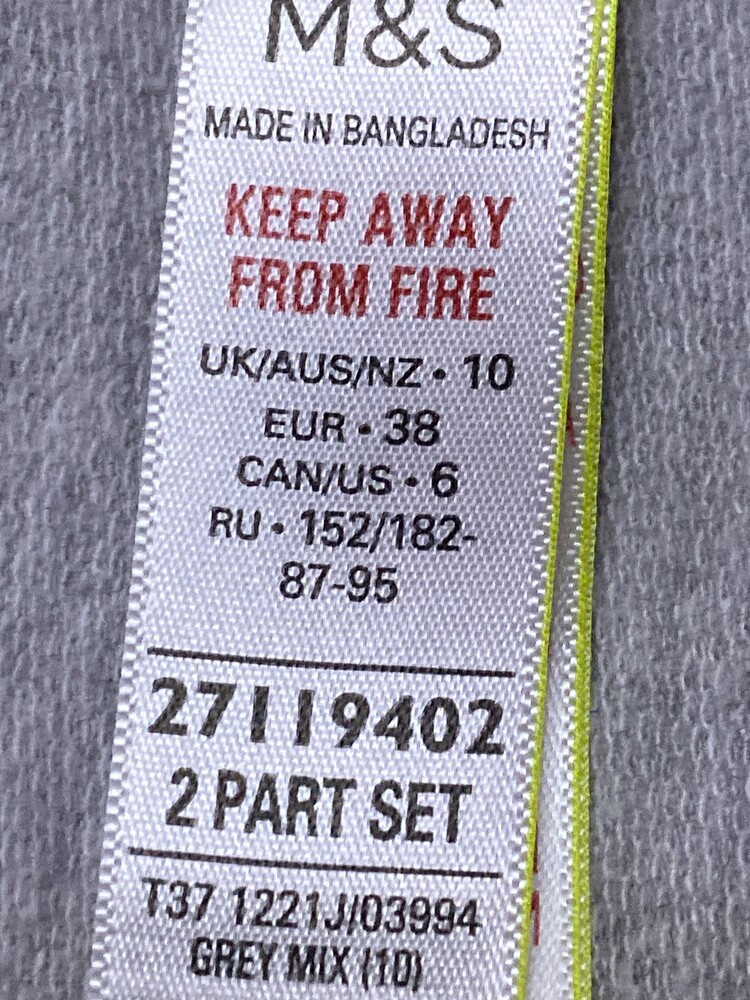 M&S
MADE IN BANGLADESH
KEEP AWAY
FROM FIRE
UK/AUS/NZ • 10
EUR • 38
CAN/US • 6
RU • 152/182-
87-95
27119402
2 PART SET
T37 1221J/03994
GREY MIX (10)